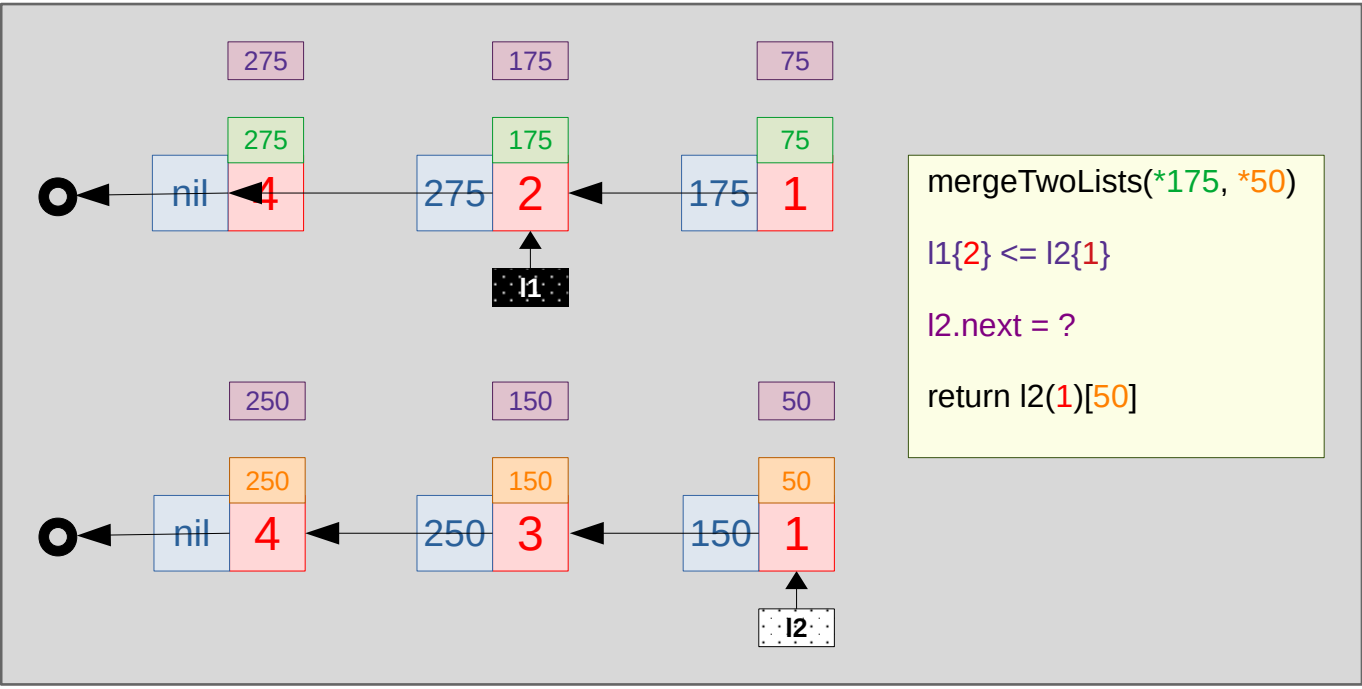 275 175 75
275 175 75
nil 4 275 2 175 1
l1
250 150 50
250 150 50
nil 4 250 3 150 1
l2
mergeTwoLists(*175, *50)
l1{2} <= l2{1}
l2.next = ?
return l2(1)[50]